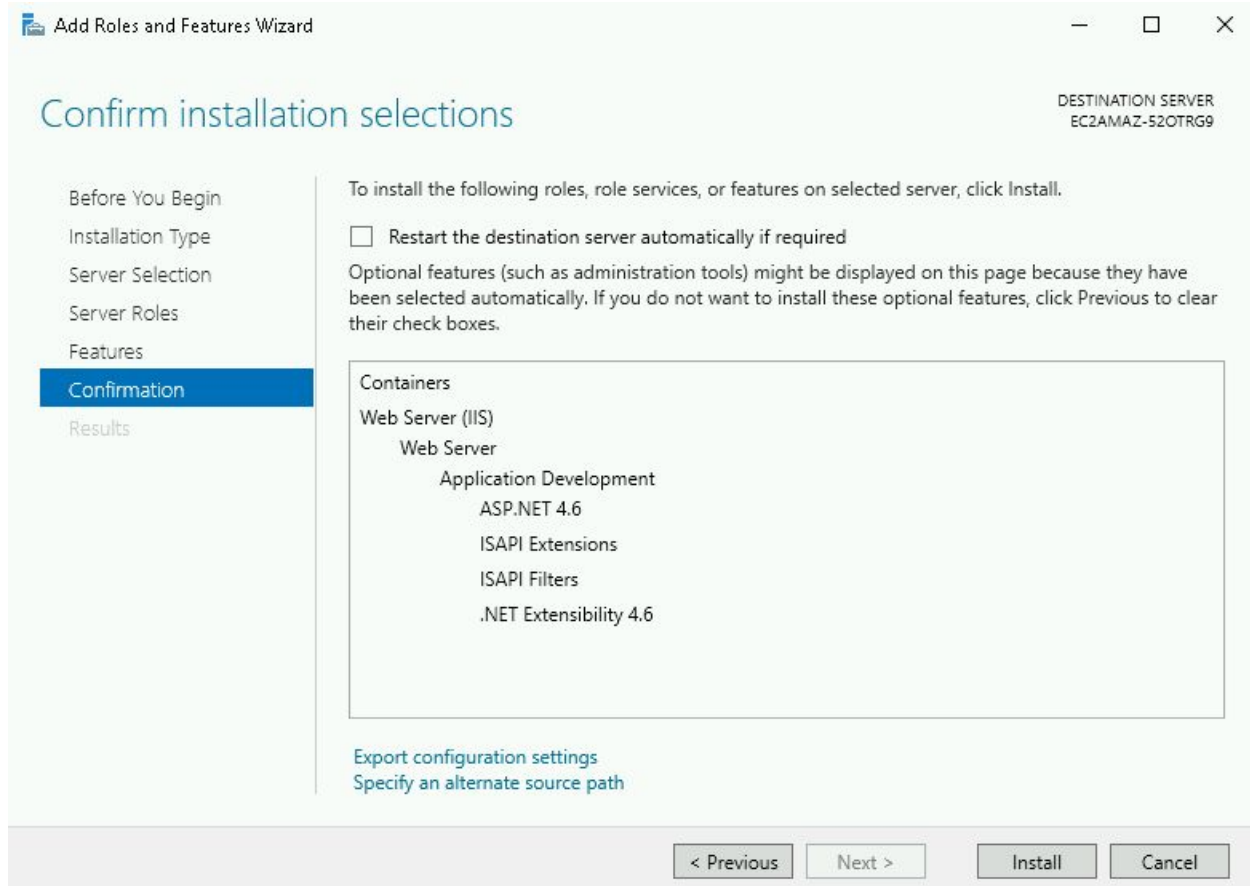 Add Roles and Features Wizard
Confirm installation selections
DESTINATION SERVER
EC2AMAZ-52OTRG9
Before You Begin
Installation Type
Server Selection
Server Roles
Features
Confirmation
Results
To install the following roles, role services, or features on selected server, click Install.
Restart the destination server automatically if required
Optional features (such as administration tools) might be displayed on this page because they have
been selected automatically. If you do not want to install these optional features, click Previous to clear
their check boxes.
Containers
Web Server (IIS)
Web Server
Application Development
ASP.NET 4.6
ISAPI Extensions
ISAPI Filters
.NET Extensibility 4.6
Export configuration settings
Specify an alternate source path
< Previous
Next >
Install
Cancel